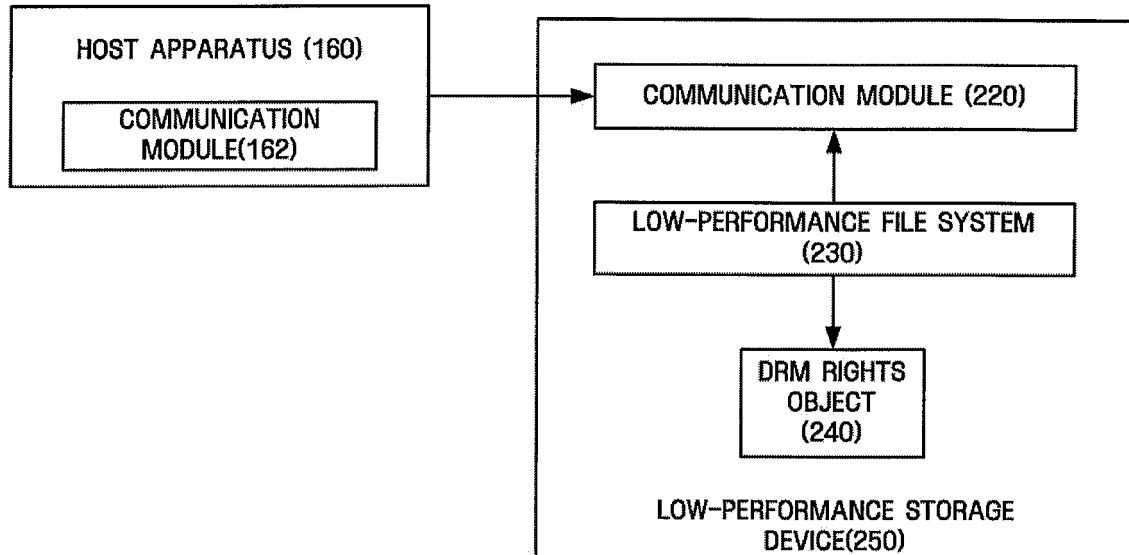 HOST APPARATUS (160)
COMMUNICATION
MODULE(162)
COMMUNICATION MODULE (220)
LOW-PERFORMANCE FILE SYSTEM
(230)
DRM RIGHTS
OBJECT
(240)
LOW-PERFORMANCE STORAGE
DEVICE(250)